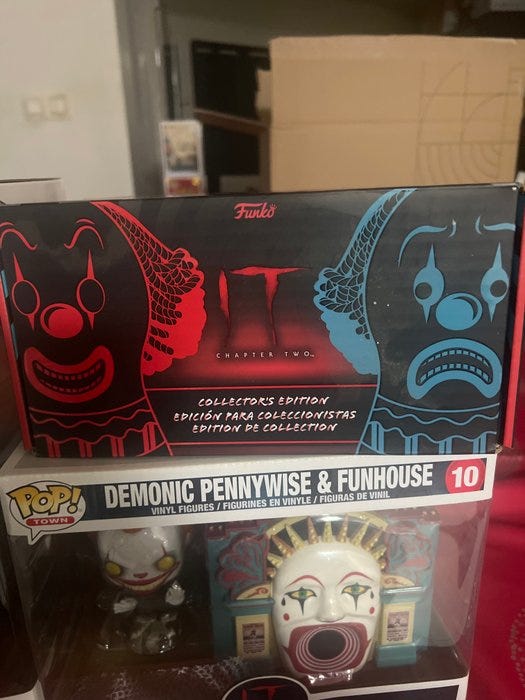 Funko
IT
CHAPTER TWO
COLLECTOR'S EDITION
EDICIÓN PARA COLECCIONISTAS
EDITION DE COLLECTION
POP!
TOWN
DEMONIC PENNYWISE & FUNHOUSE
10
VINYL FIGURES / FIGURINES EN VINYLE / FIGURAS DE VINIL
IT